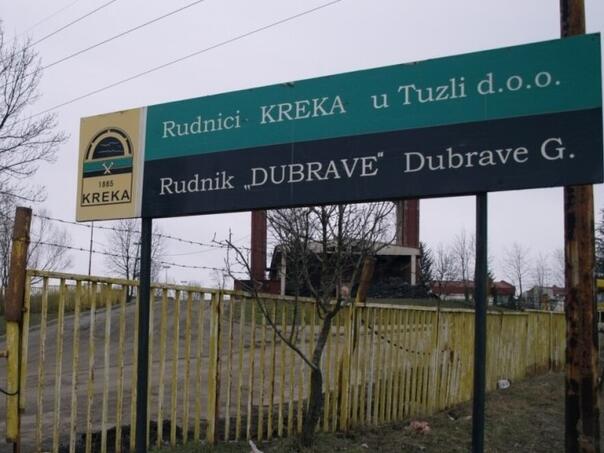 Rudnici KREKA u Tuzli d.o.o.
Rudnik „DUBRAVE" Dubrave G.
1885
KREKA